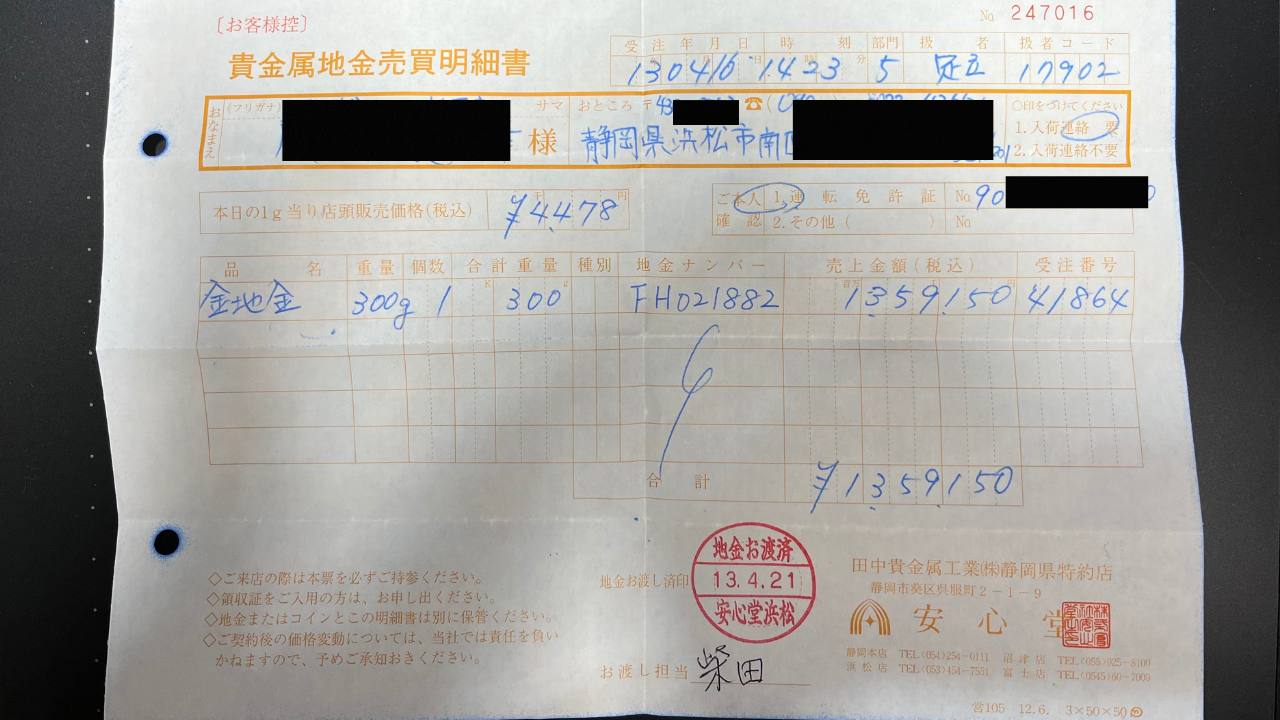 〔お客様控〕
No 247016
貴金属地金売買明細書
受注年月日 時刻 部門 扱者 扱者コード
130416 1423 5 足立 17902
おなまえ (フリガナ) サマ 様
おところ 〒43 ☎(090
静岡県浜松市南区
○印をつけてください
1.入荷連絡 要
2.入荷連絡不要
本日の1g当り店頭販売価格(税込) ¥4,478 円
ご本人確認 1.運転免許証 No 90
2.その他( ) No
品名 重量 個数 合計重量 種別 地金ナンバー 売上金額(税込) 受注番号
金地金 300g 1 300g FH021882 1,359,150 41864
合計 ¥1,359,150
◇ご来店の際は本票を必ずご持参ください。
◇領収証をご入用の方は、お申し出ください。
◇地金またはコインとこの明細書は別に保管ください。
◇ご契約後の価格変動については、当社では責任を負い
かねますので、予めご承知おきください。
地金お渡し済印
地金お渡済
13.4.21
安心堂浜松
お渡し担当 柴田
田中貴金属工業(株)静岡県特約店
静岡市葵区呉服町2-1-9
安心堂
静岡本店 TEL(054)254-0111 沼津店 TEL(055)925-8100
浜松店 TEL(053)454-7551 富士店 TEL(0545)60-7000
営105 12.6. 3×50×50